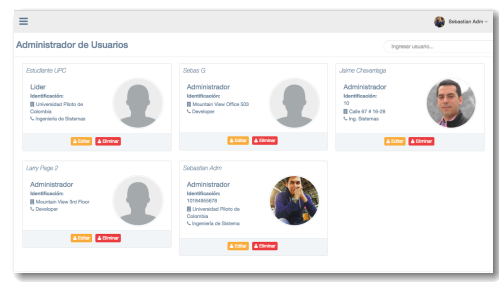 Sebastian Adm
Administrador de Usuarios
Ingresar usuario...
Estudiante UPC
Lider
Identificación:
Universidad Piloto de
Colombia
Ingeniería de Sistemas
Editar Eliminar
Sebas G
Administrador
Identificación:
Mountain View Office 503
Developer
Editar Eliminar
Jaime Chavarriaga
Administrador
Identificación:
10
Calle 67 # 16-29
Ing. Sistemas
Editar Eliminar
Larry Page 2
Administrador
Identificación:
Mountain View 3rd Floor
Developer
Editar Eliminar
Sebastian Adm
Administrador
Identificación:
Universidad Piloto de
Colombia
Ingeniería de Sistema
Editar Eliminar